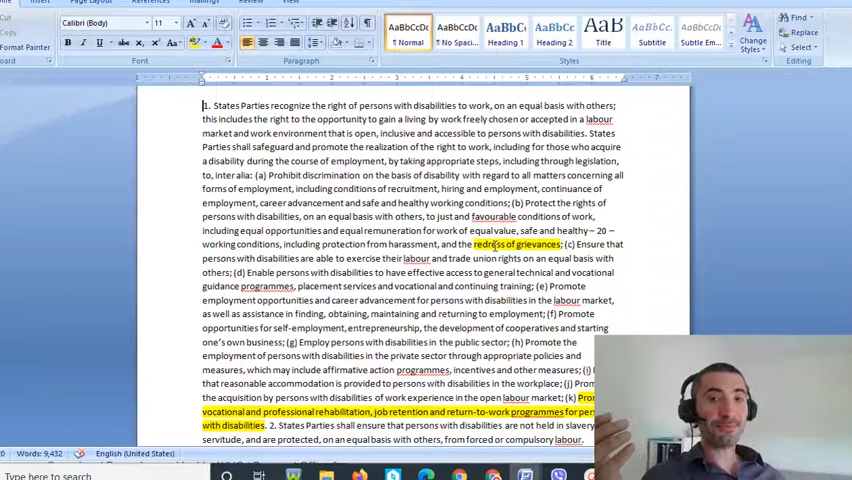 Insert
Cut
Copy
Format Painter
Calibri (Body) 11
Font
Paragraph
AaBbCcDc AaBbCcDc AaBbC AaBbCc AaB AaBbCc. AaBbCcDc
¶ Normal ¶ No Spaci... Heading 1 Heading 2 Title Subtitle Subtle Em...
Change
Styles
Styles
Find
Replace
Select
Editing
1. States Parties recognize the right of persons with disabilities to work, on an equal basis with others;
this includes the right to the opportunity to gain a living by work freely chosen or accepted in a labour
market and work environment that is open, inclusive and accessible to persons with disabilities. States
Parties shall safeguard and promote the realization of the right to work, including for those who acquire
a disability during the course of employment, by taking appropriate steps, including through legislation,
to, inter alia: (a) Prohibit discrimination on the basis of disability with regard to all matters concerning all
forms of employment, including conditions of recruitment, hiring and employment, continuance of
employment, career advancement and safe and healthy working conditions; (b) Protect the rights of
persons with disabilities, on an equal basis with others, to just and favourable conditions of work,
including equal opportunities and equal remuneration for work of equal value, safe and healthy – 20 –
working conditions, including protection from harassment, and the redress of grievances; (c) Ensure that
persons with disabilities are able to exercise their labour and trade union rights on an equal basis with
others; (d) Enable persons with disabilities to have effective access to general technical and vocational
guidance programmes, placement services and vocational and continuing training; (e) Promote
employment opportunities and career advancement for persons with disabilities in the labour market,
as well as assistance in finding, obtaining, maintaining and returning to employment; (f) Promote
opportunities for self-employment, entrepreneurship, the development of cooperatives and starting
one's own business; (g) Employ persons with disabilities in the public sector; (h) Promote the
employment of persons with disabilities in the private sector through appropriate policies and
measures, which may include affirmative action programmes, incentives and other measures; (i)
that reasonable accommodation is provided to persons with disabilities in the workplace; (j)
the acquisition by persons with disabilities of work experience in the open labour market; (k)
vocational and professional rehabilitation, job retention and return-to-work programmes for
with disabilities. 2. States Parties shall ensure that persons with disabilities are not held in slavery
servitude, and are protected, on an equal basis with others, from forced or compulsory labour.
Words: 9,432 English (United Kingdom)
Type here to search